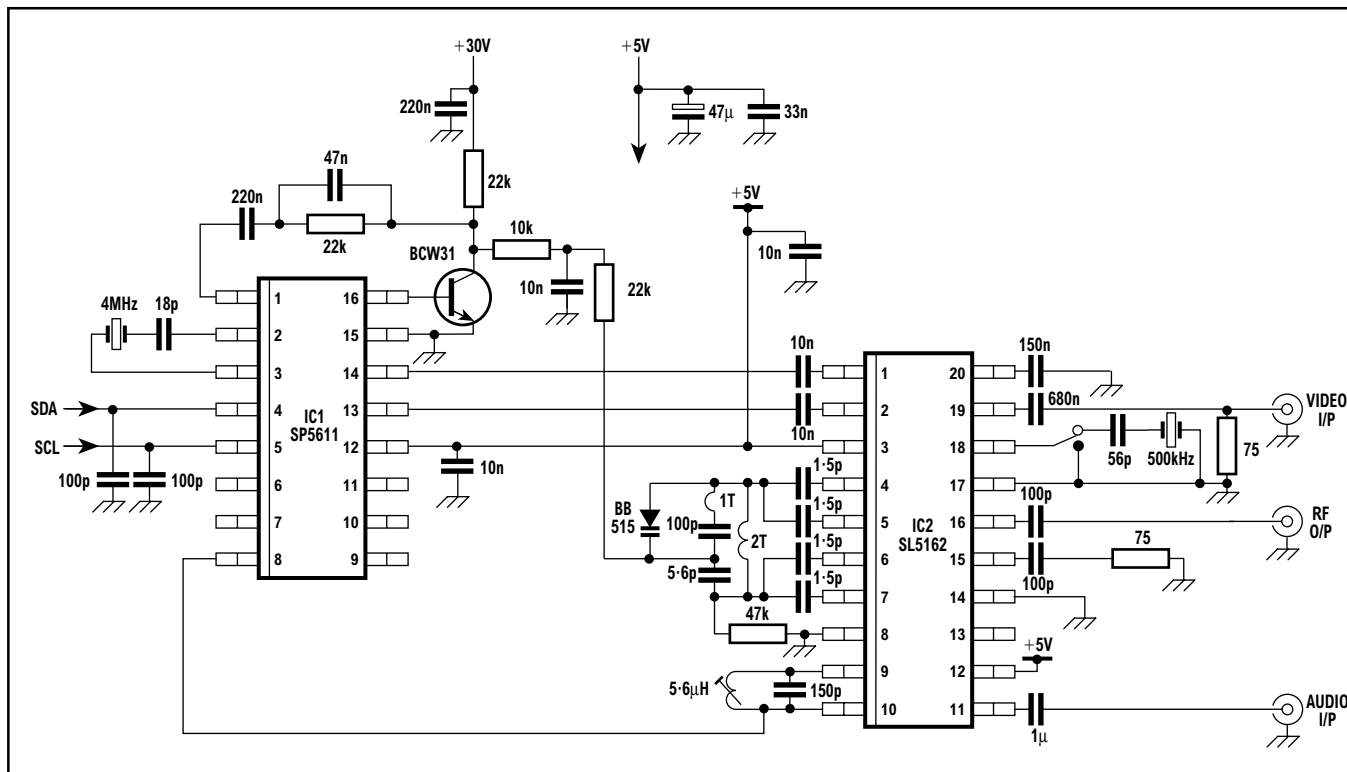 +30V
+5V
220n
47μ
33n
47n
22k
220n
22k
+5V
10k
BCW31
10n
10n
22k
4MHz
18p
1
16
2
15
3
14
4
13
5
12
6
11
7
10
8
9
IC1
SP5611
SDA
SCL
100p
100p
10n
10n
10n
1
20
2
19
3
18
4
17
5
16
6
15
7
14
8
13
9
12
10
11
IC2
SL5162
150n
680n
VIDEO
I/P
56p
500kHz
75
1·5p
1·5p
1·5p
1·5p
BB
515
1T
100p
2T
5·6p
47k
100p
RF
O/P
75
100p
+5V
5·6μH
150p
1μ
AUDIO
I/P